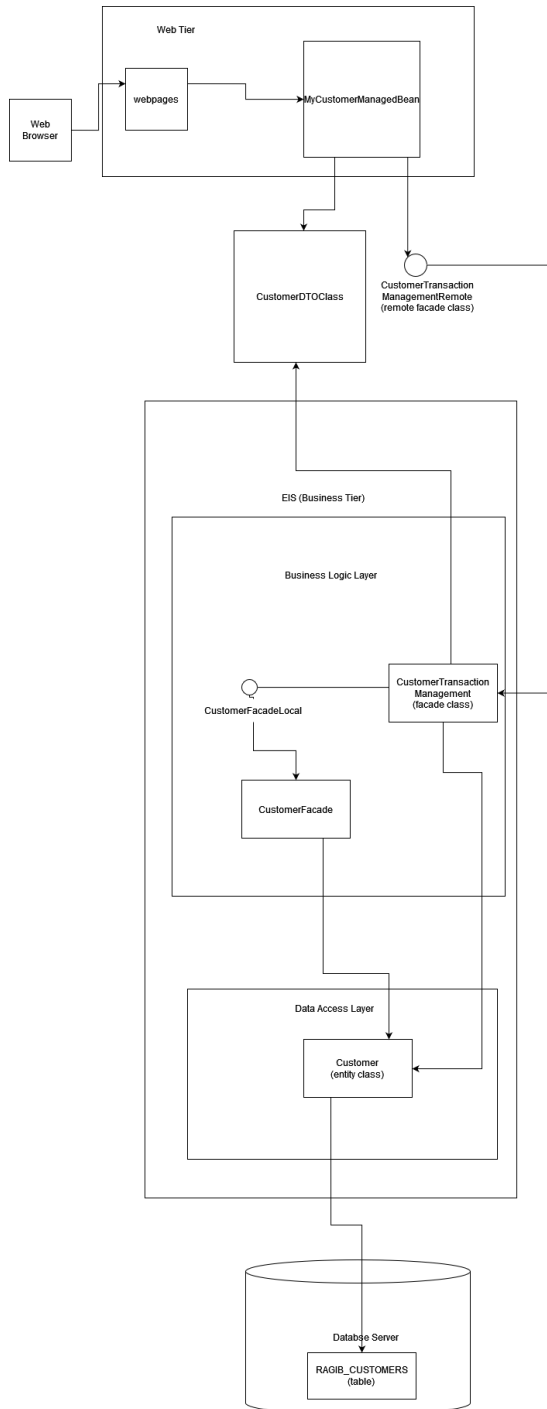 Web Tier
webpages
MyCustomerManagedBean
Web
Browser
CustomerDTOClass
CustomerTransaction
ManagementRemote
(remote facade class)
EIS (Business Tier)
Business Logic Layer
CustomerTransaction
Management
(facade class)
CustomerFacadeLocal
CustomerFacade
Data Access Layer
Customer
(entity class)
Databse Server
RAGIB_CUSTOMERS
(table)